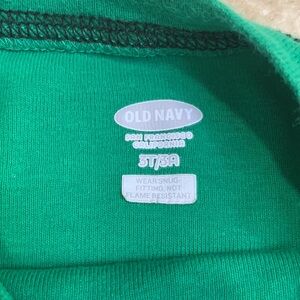 OLD NAVY
SAN FRANCISCO
CALIFORNIA
3T/3A
WEAR SNUG-
FITTING, NOT
FLAME RESISTANT